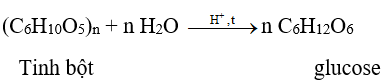 (C6H10O5)n + n H2O H⁺,t → n C6H12O6
Tinh bột glucose